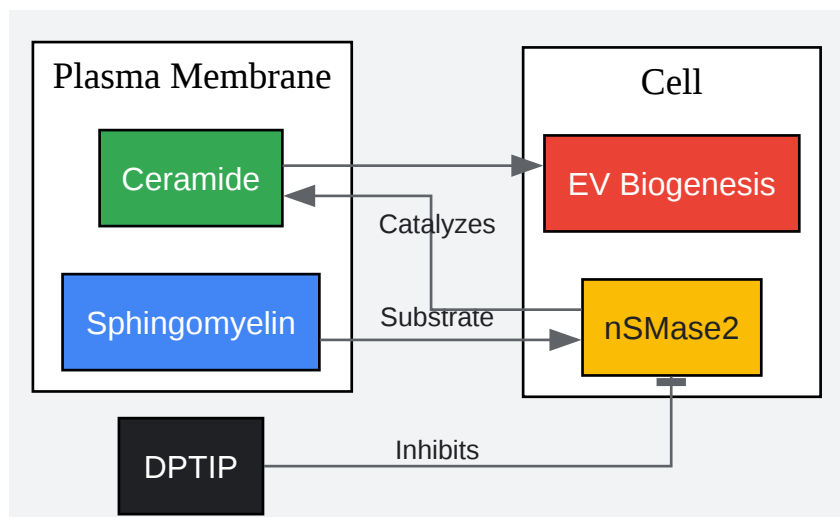 Plasma Membrane
Cell
Ceramide
EV Biogenesis
Catalyzes
Sphingomyelin
Substrate
nSMase2
DPTIP
Inhibits